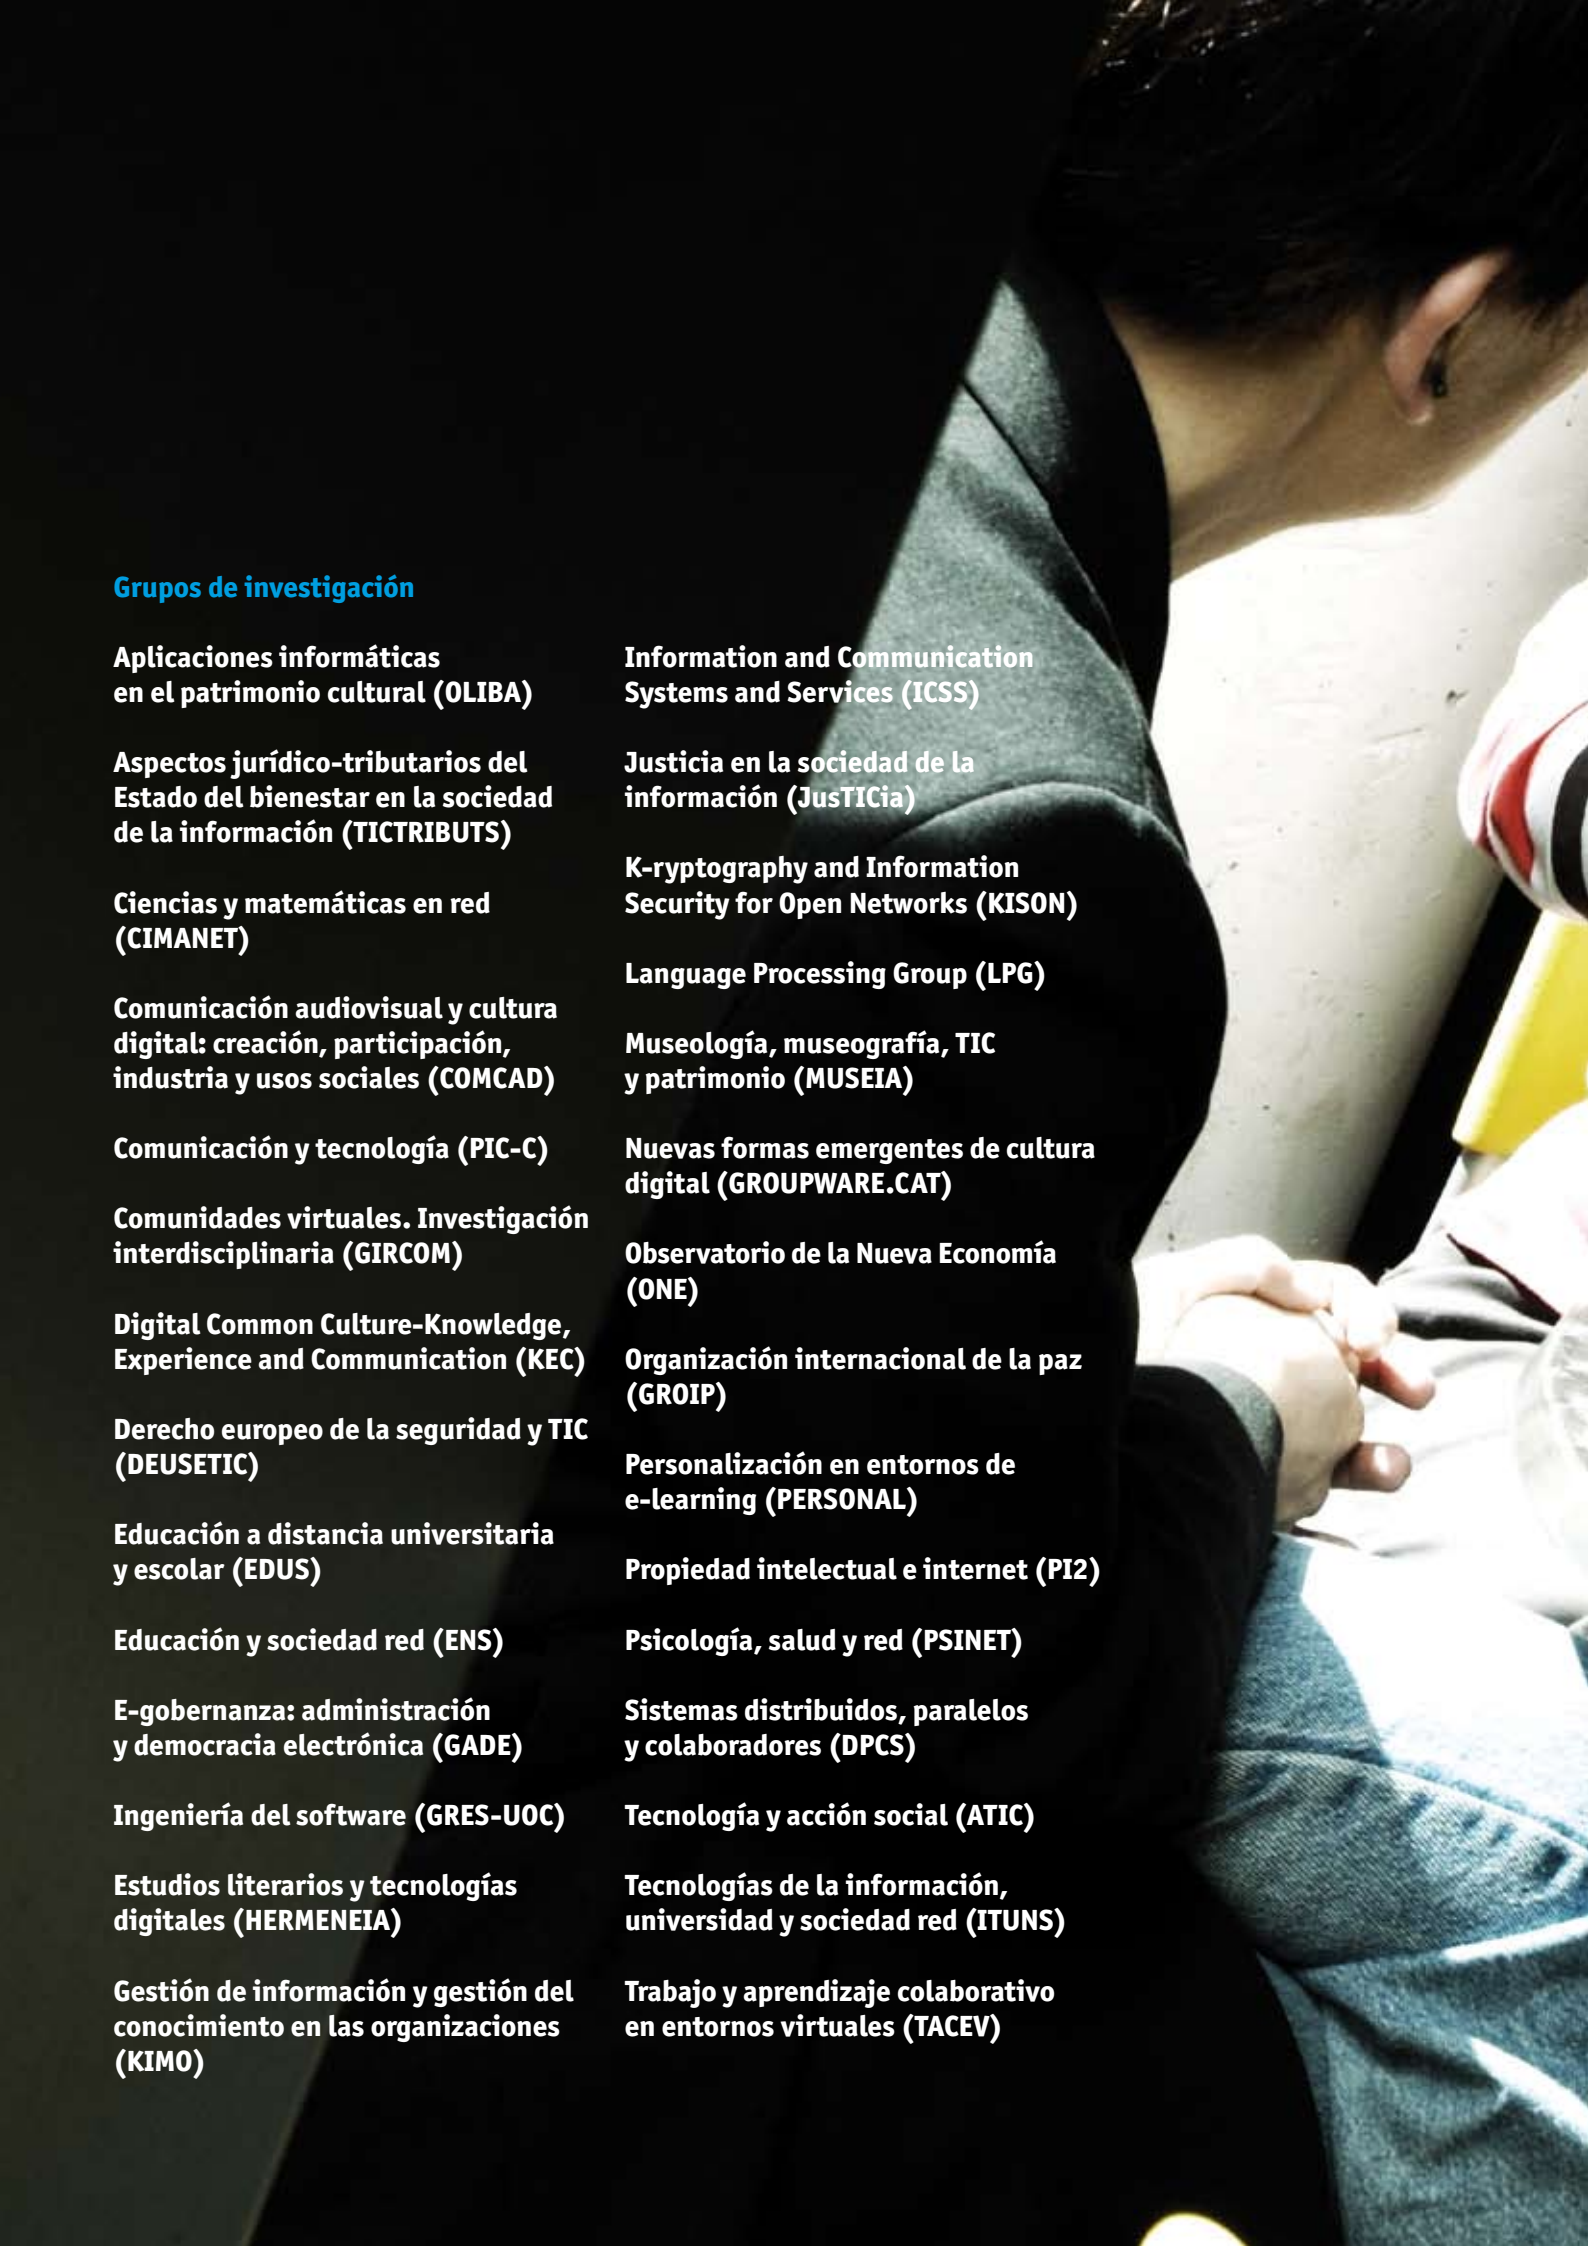 Grupos de investigación
Aplicaciones informáticas
en el patrimonio cultural (OLIBA)
Aspectos jurídico-tributarios del
Estado del bienestar en la sociedad
de la información (TICTRIBUTS)
Ciencias y matemáticas en red
(CIMANET)
Comunicación audiovisual y cultura
digital: creación, participación,
industria y usos sociales (COMCAD)
Comunicación y tecnología (PIC-C)
Comunidades virtuales. Investigación
interdisciplinaria (GIRCOM)
Digital Common Culture-Knowledge,
Experience and Communication (KEC)
Derecho europeo de la seguridad y TIC
(DEUSETIC)
Educación a distancia universitaria
y escolar (EDUS)
Educación y sociedad red (ENS)
E-gobernanza: administración
y democracia electrónica (GADE)
Ingeniería del software (GRES-UOC)
Estudios literarios y tecnologías
digitales (HERMENEIA)
Gestión de información y gestión del
conocimiento en las organizaciones
(KIMO)
Information and Communication
Systems and Services (ICSS)
Justicia en la sociedad de la
información (JusTICia)
K-ryptography and Information
Security for Open Networks (KISON)
Language Processing Group (LPG)
Museología, museografía, TIC
y patrimonio (MUSEIA)
Nuevas formas emergentes de cultura
digital (GROUPWARE.CAT)
Observatorio de la Nueva Economía
(ONE)
Organización internacional de la paz
(GROIP)
Personalización en entornos de
e-learning (PERSONAL)
Propiedad intelectual e internet (PI2)
Psicología, salud y red (PSINET)
Sistemas distribuidos, paralelos
y colaboradores (DPCS)
Tecnología y acción social (ATIC)
Tecnologías de la información,
universidad y sociedad red (ITUNS)
Trabajo y aprendizaje colaborativo
en entornos virtuales (TACEV)